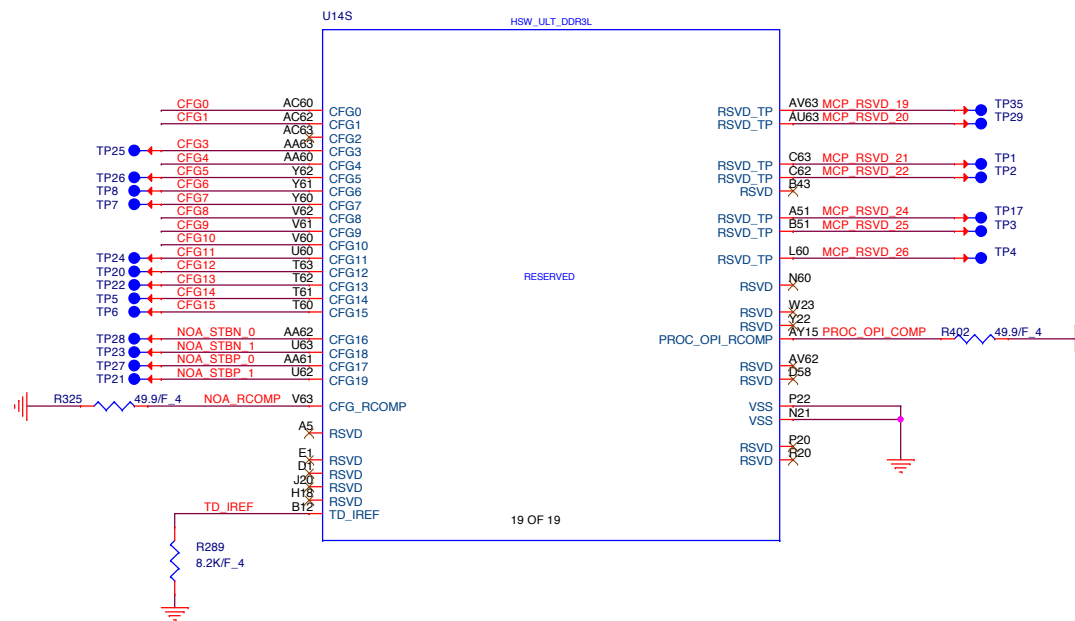 U14S
HSW_ULT_DDR3L
CFG0 AC60 CFG0 RSVD_TP AV63 MCP_RSVD_19 TP35
CFG1 AC62 CFG1 RSVD_TP AU63 MCP_RSVD_20 TP29
AC63 CFG2
TP25 CFG3 AA63 CFG3
CFG4 AA60 CFG4 RSVD_TP C63 MCP_RSVD_21 TP1
TP26 CFG5 Y62 CFG5 RSVD_TP C62 MCP_RSVD_22 TP2
TP8 CFG6 Y61 CFG6 RSVD B43
TP7 CFG7 Y60 CFG7
CFG8 V62 CFG8 RSVD_TP A51 MCP_RSVD_24 TP17
CFG9 V61 CFG9 RSVD_TP B51 MCP_RSVD_25 TP3
CFG10 V60 CFG10
TP24 CFG11 U60 CFG11 RSVD_TP L60 MCP_RSVD_26 TP4
TP20 CFG12 T63 CFG12
RESERVED
TP22 CFG13 T62 CFG13 RSVD N60
TP5 CFG14 T61 CFG14
TP6 CFG15 T60 CFG15 RSVD W23
RSVD Y22
TP28 NOA_STBN_0 AA62 CFG16 PROC_OPI_RCOMP AY15 PROC_OPI_COMP R402 49.9/F_4
TP23 NOA_STBN_1 U63 CFG18
TP27 NOA_STBP_0 AA61 CFG17 RSVD AV62
TP21 NOA_STBP_1 U62 CFG19 RSVD D58
R325 49.9/F_4 NOA_RCOMP V63 CFG_RCOMP VSS P22
VSS N21
A5 RSVD
RSVD P20
E1 RSVD RSVD R20
D1 RSVD
J20 RSVD
H18 RSVD
TD_IREF B12 TD_IREF
19 OF 19
R289
8.2K/F_4